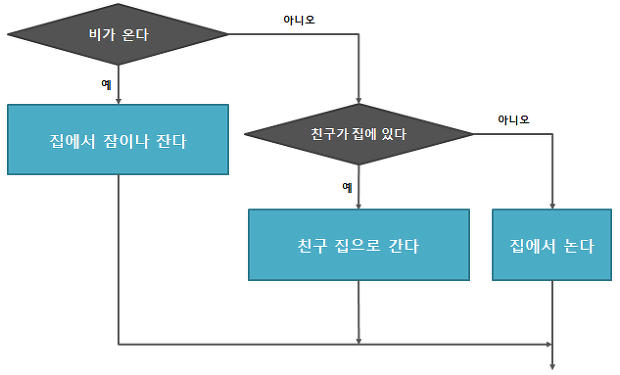 비가 온다
아니오
예
집에서 잠이나 잔다
친구가 집에 있다
아니오
예
친구 집으로 간다
집에서 논다